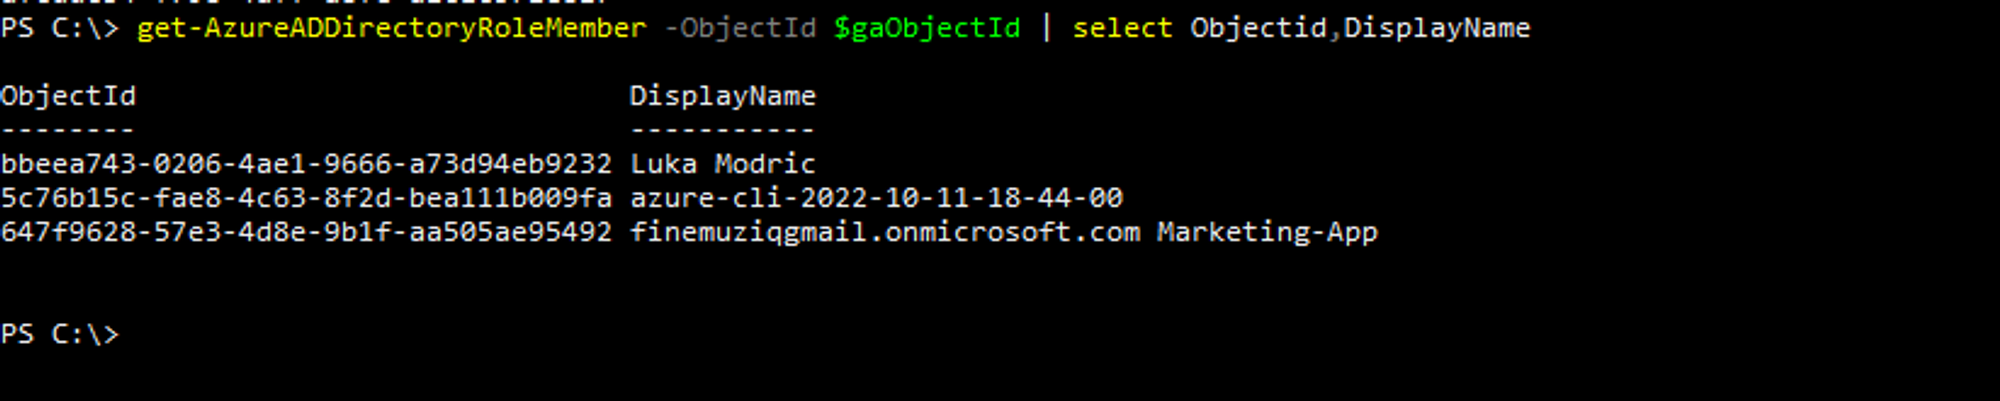 PS C:\> get-AzureADDirectoryRoleMember -ObjectId $gaObjectId | select Objectid,DisplayName
ObjectId DisplayName
-------- -----------
bbeea743-0206-4ae1-9666-a73d94eb9232 Luka Modric
5c76b15c-fae8-4c63-8f2d-bea111b009fa azure-cli-2022-10-11-18-44-00
647f9628-57e3-4d8e-9b1f-aa505ae95492 finemuziqgmail.onmicrosoft.com Marketing-App
PS C:\>